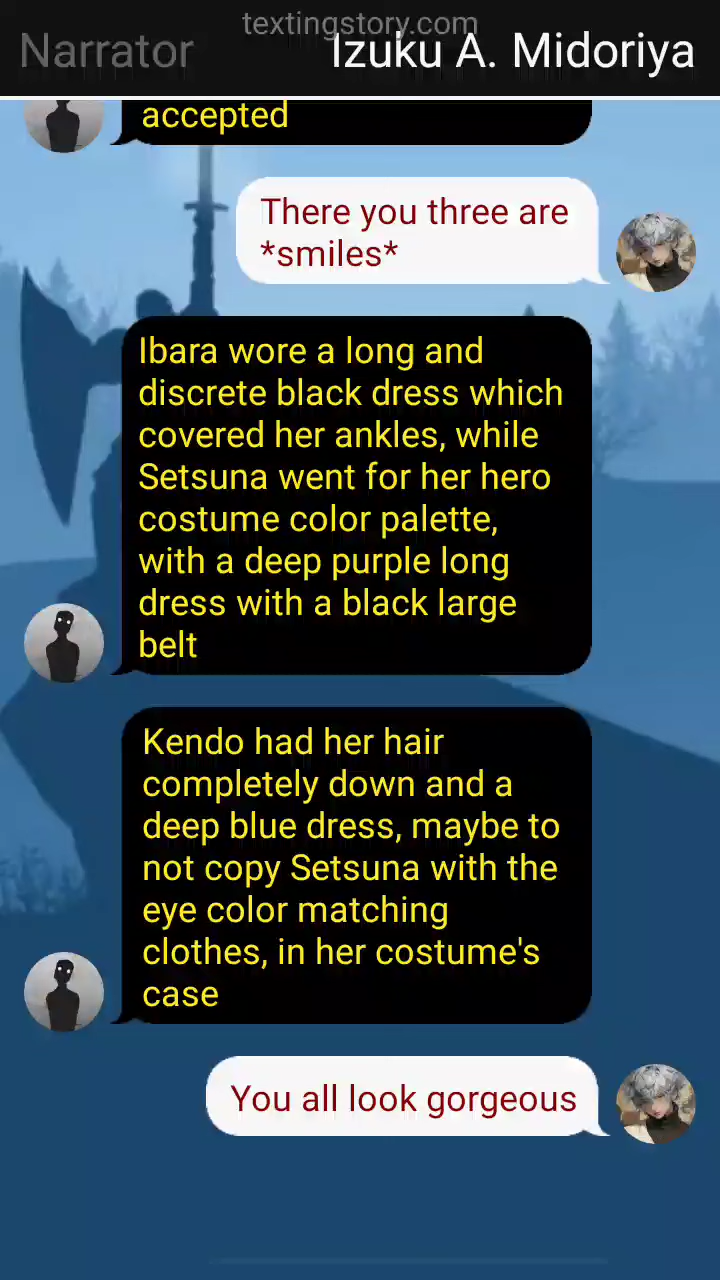 textingstory.com
Narrator
Izuku A. Midoriya
accepted
There you three are
*smiles*
Ibara wore a long and
discrete black dress which
covered her ankles, while
Setsuna went for her hero
costume color palette,
with a deep purple long
dress with a black large
belt
Kendo had her hair
completely down and a
deep blue dress, maybe to
not copy Setsuna with the
eye color matching
clothes, in her costume's
case
You all look gorgeous